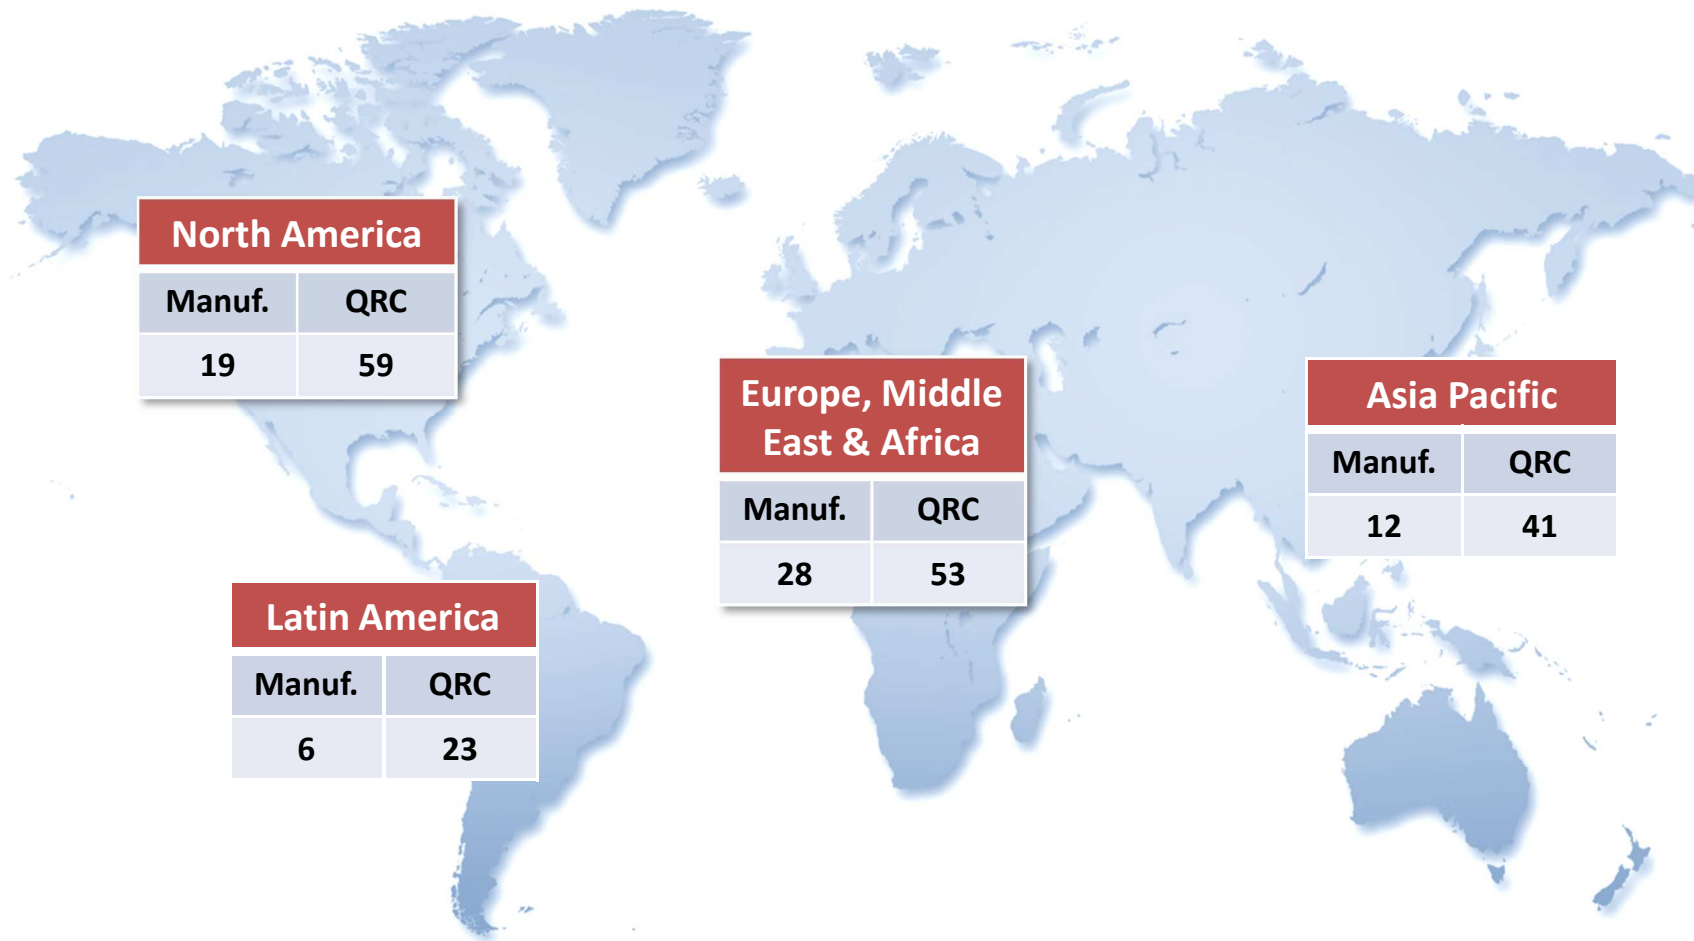 North America
Manuf. QRC
19 59
Europe, Middle
East & Africa
Manuf. QRC
28 53
Asia Pacific
Manuf. QRC
12 41
Latin America
Manuf. QRC
6 23